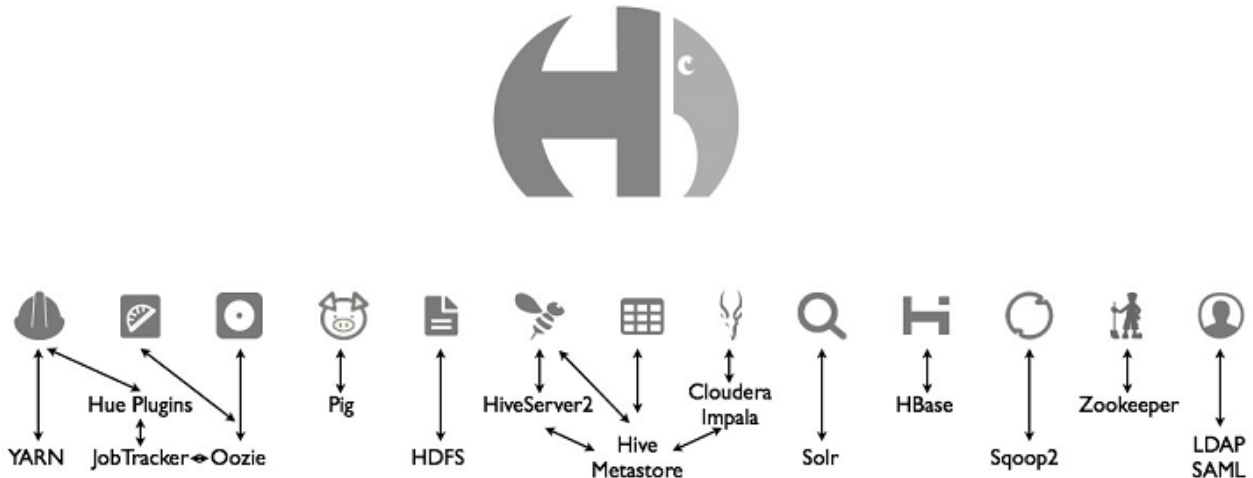 Hue Plugins
Pig
HiveServer2
Cloudera
Impala
HBase
Zookeeper
YARN
JobTracker
Oozie
HDFS
Hive
Metastore
Solr
Sqoop2
LDAP
SAML